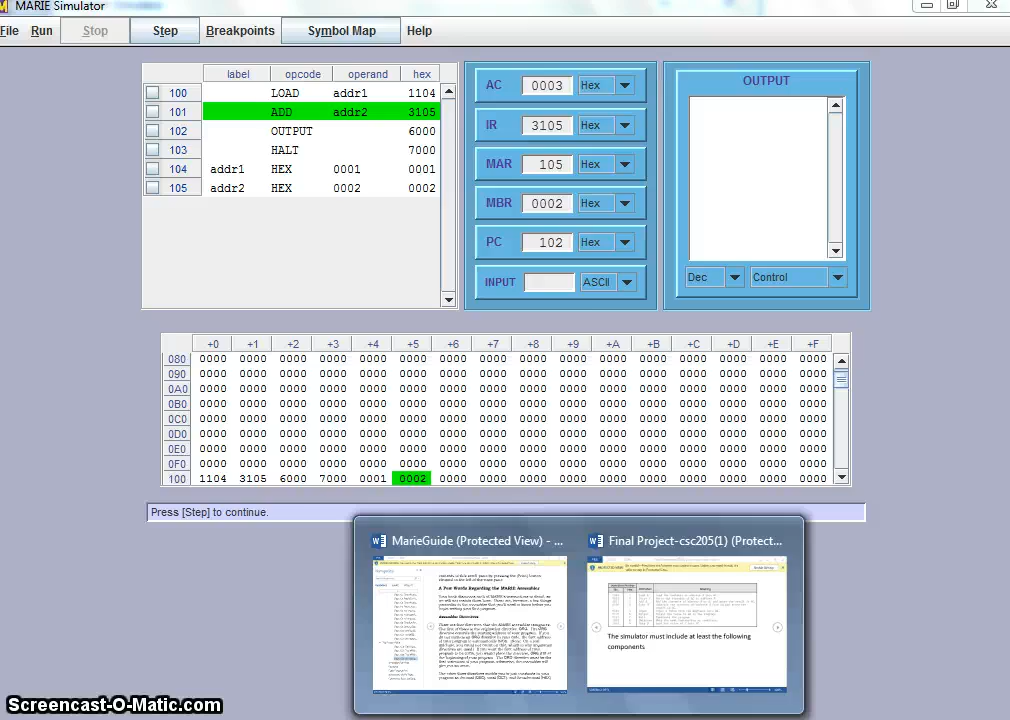 MARIE Simulator
File Run Stop Step Breakpoints Symbol Map Help
label opcode operand hex
100 LOAD addr1 1104
101 ADD addr2 3105
102 OUTPUT 6000
103 HALT 7000
104 addr1 HEX 0001 0001
105 addr2 HEX 0002 0002
AC 0003 Hex
IR 3105 Hex
MAR 105 Hex
MBR 0002 Hex
PC 102 Hex
INPUT ASCII
OUTPUT
Dec Control
+0 +1 +2 +3 +4 +5 +6 +7 +8 +9 +A +B +C +D +E +F
080 0000 0000 0000 0000 0000 0000 0000 0000 0000 0000 0000 0000 0000 0000 0000 0000
090 0000 0000 0000 0000 0000 0000 0000 0000 0000 0000 0000 0000 0000 0000 0000 0000
0A0 0000 0000 0000 0000 0000 0000 0000 0000 0000 0000 0000 0000 0000 0000 0000 0000
0B0 0000 0000 0000 0000 0000 0000 0000 0000 0000 0000 0000 0000 0000 0000 0000 0000
0C0 0000 0000 0000 0000 0000 0000 0000 0000 0000 0000 0000 0000 0000 0000 0000 0000
0D0 0000 0000 0000 0000 0000 0000 0000 0000 0000 0000 0000 0000 0000 0000 0000 0000
0E0 0000 0000 0000 0000 0000 0000 0000 0000 0000 0000 0000 0000 0000 0000 0000 0000
0F0 0000 0000 0000 0000 0000 0000 0000 0000 0000 0000 0000 0000 0000 0000 0000 0000
100 1104 3105 6000 7000 0001 0002 0000 0000 0000 0000 0000 0000 0000 0000 0000 0000
Press [Step] to continue.
MarieGuide (Protected View) - ...
Final Project-csc205(1) (Protect...
A Few Words Regarding the MARIE Assembler
Assembler Directives
The simulator must include at least the following
components
Screencast-O-Matic.com